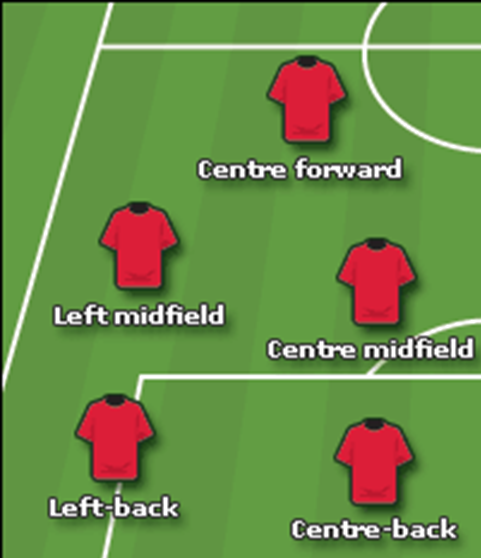 Centre forward
Left midfield
Centre midfield
Left-back
Centre-back